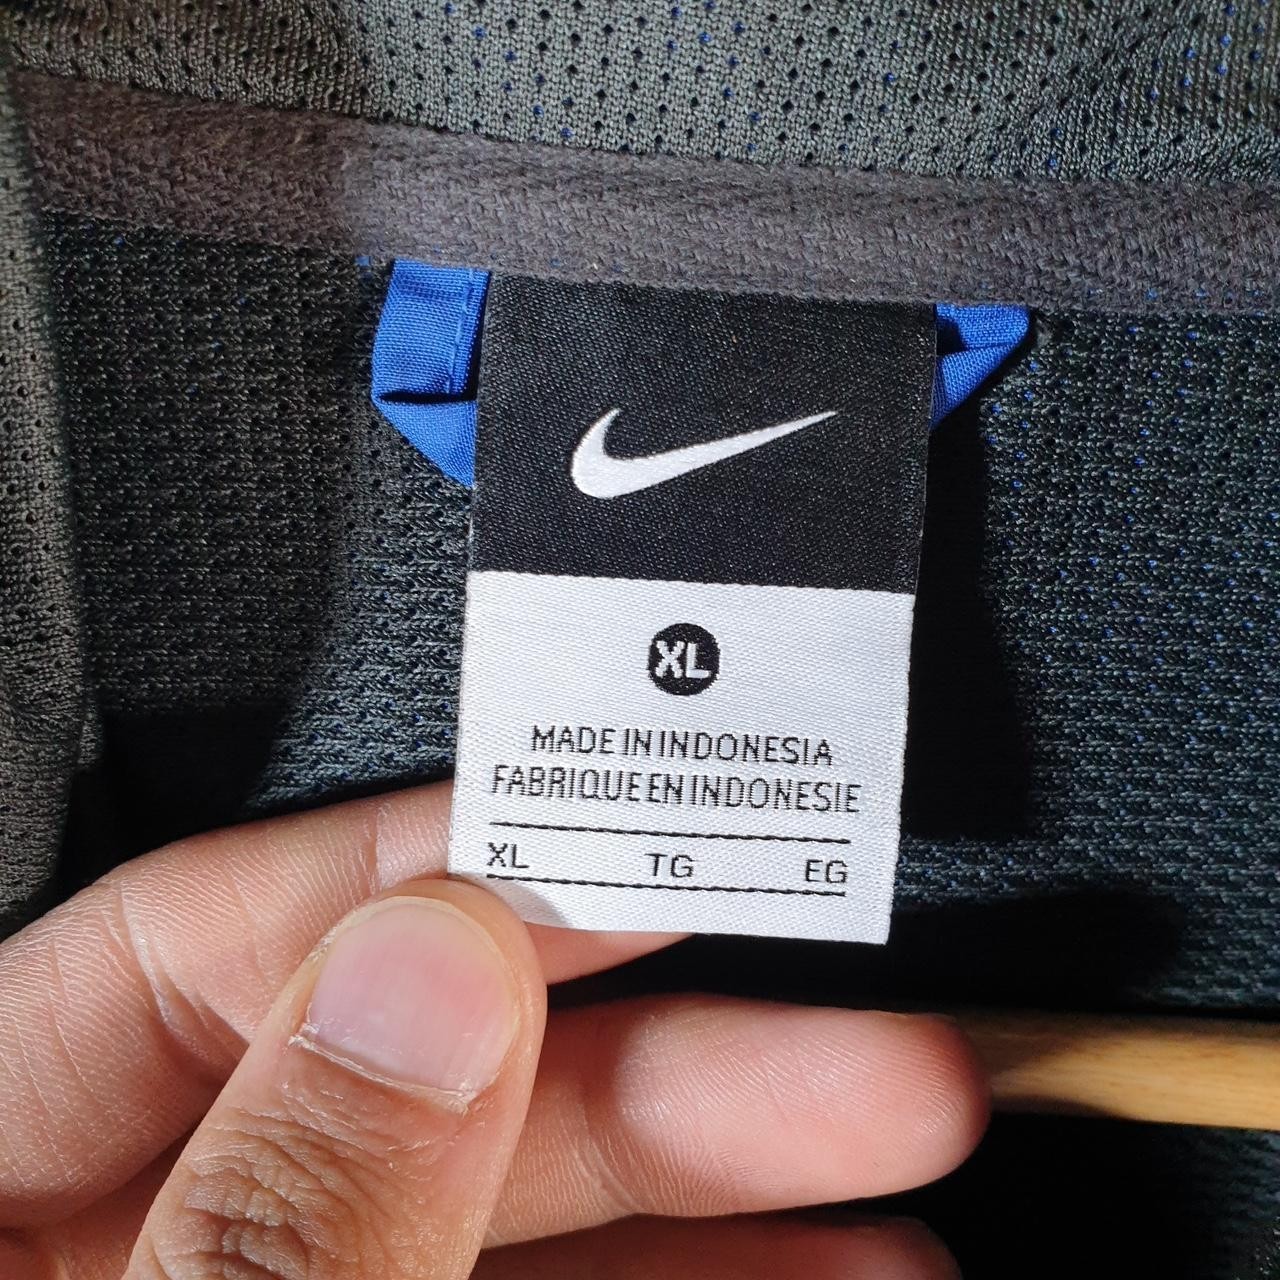 XL
MADE IN INDONESIA
FABRIQUE EN INDONESIE
XL TG EG